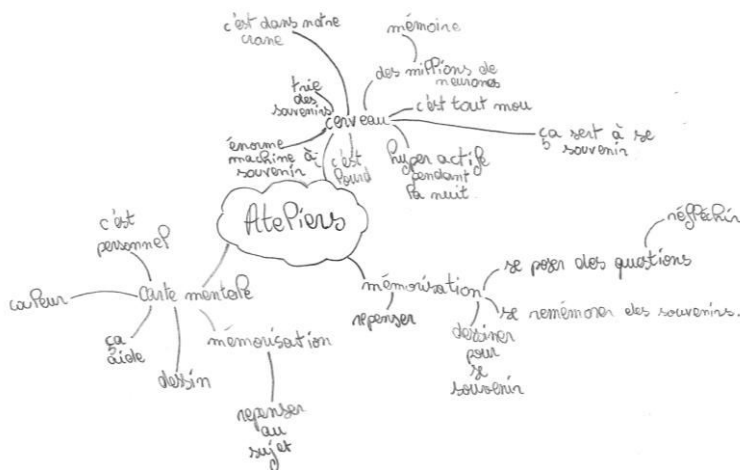 c'est dans notre
crane
mémoire
des millions de
neurones
trie
des
souvenirs
cerveau
c'est tout mou
ça sert à se
souvenir
énorme
machine à
souvenir
c'est
lourd
hyper actif
pendant
la nuit
Ateliers
c'est
personnel
couleur
Carte mentale
ça
aide
dessin
mémorisation
repenser
au
sujet
mémorisation
repenser
se poser des questions
réfléchir
se remémorer des souvenirs.
dessiner
pour
se
souvenir